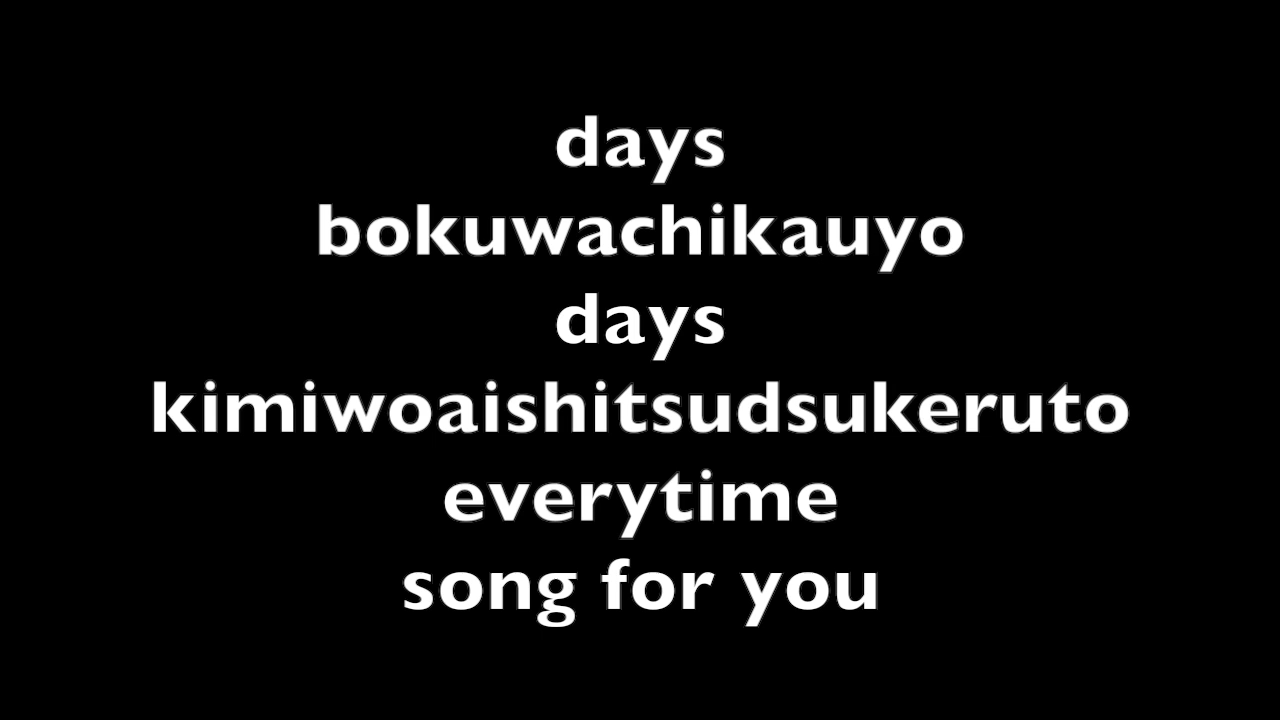 days
bokuwachikauyo
days
kimiwoaishitsudsukeruto
everytime
song for you